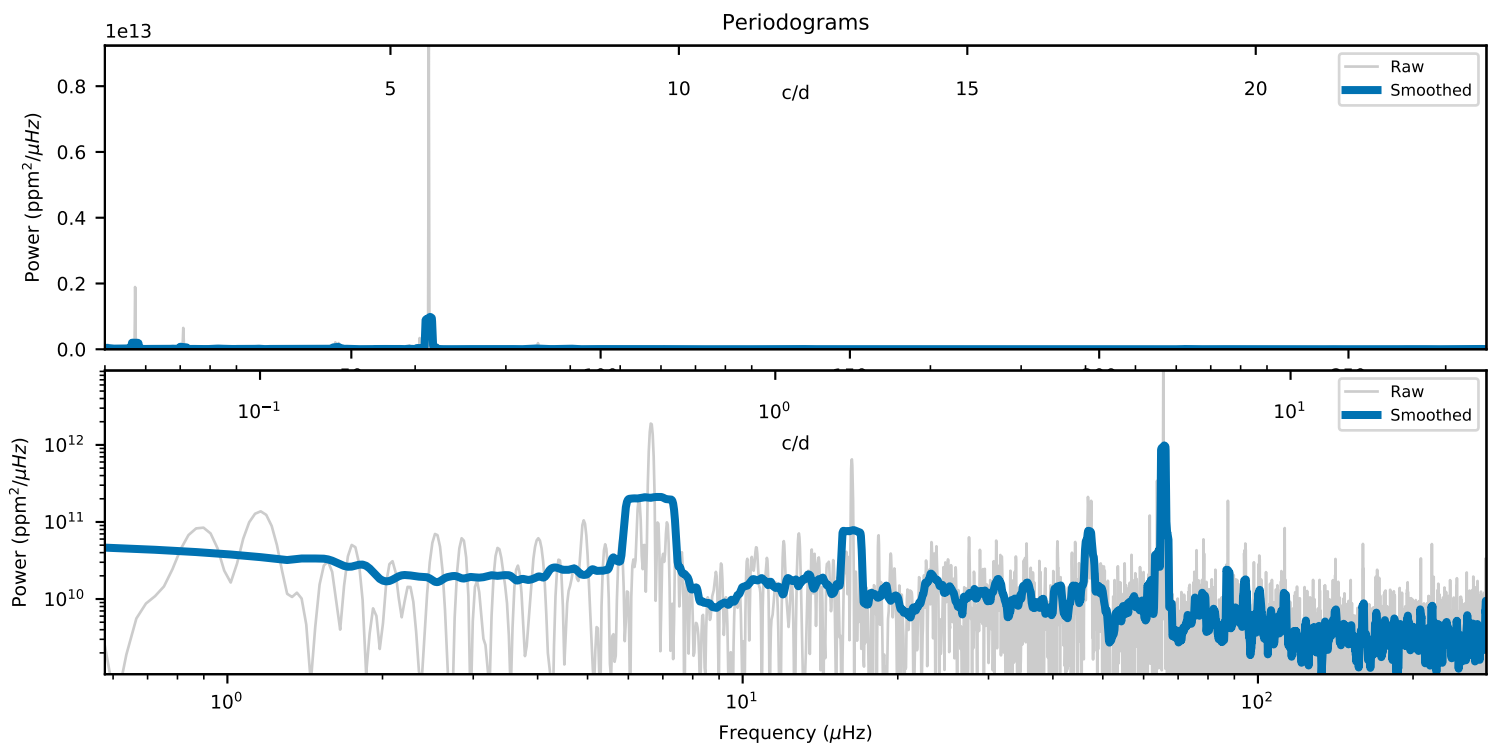 Periodograms
1e13
Power (ppm²/μHz)
0.8
0.6
0.4
0.2
0.0
5
10
15
20
c/d
Raw
Smoothed
Power (ppm²/μHz)
10¹²
10¹¹
10¹⁰
10⁻¹
10⁰
10¹
c/d
Raw
Smoothed
10⁰
10¹
10²
Frequency (μHz)